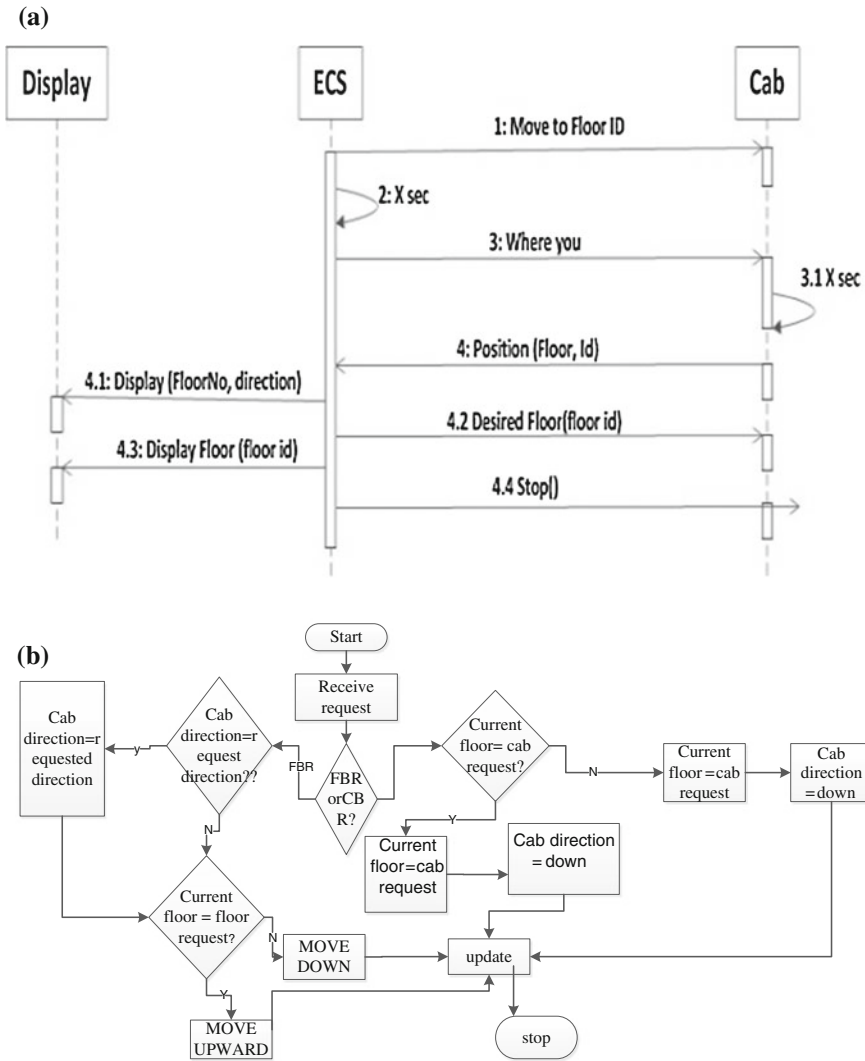 (a)
Display
ECS
Cab
1: Move to Floor ID
2: X sec
3: Where you
3.1 X sec
4: Position (Floor, Id)
4.1: Display (FloorNo, direction)
4.2 Desired Floor(floor id)
4.3: Display Floor (floor id)
4.4 Stop()
(b)
Start
Receive
request
FBR
orCB
R?
FBR
Cab
direction=r
equest
direction??
y
Cab
direction=r
equested
direction
N
Current
floor = floor
request?
N
MOVE
DOWN
Y
MOVE
UPWARD
Current
floor= cab
request?
N
Current
floor=cab
request
Cab
direction
=down
Y
Current
floor=cab
request
Cab direction
= down
update
stop